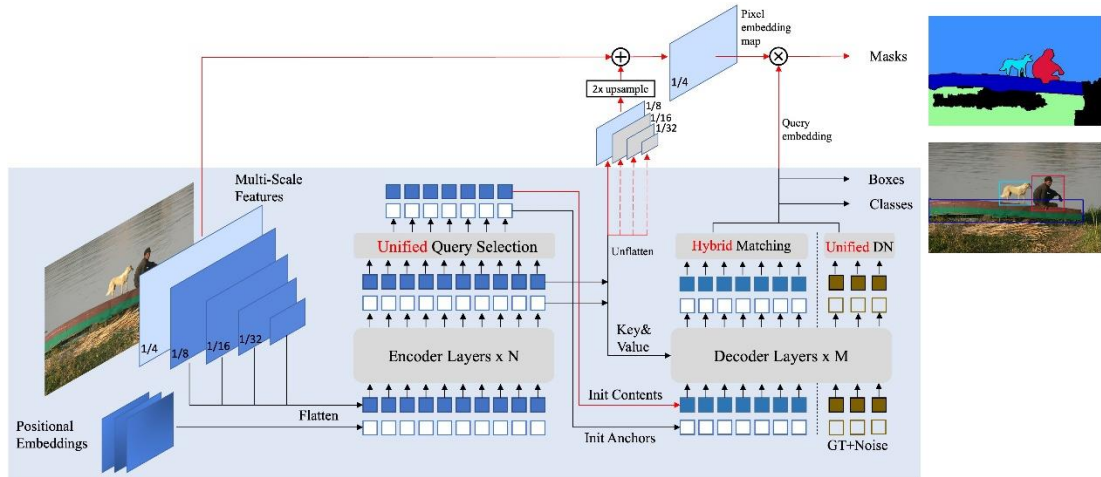 Pixel
embedding
map
1/4
Masks
2x upsample
1/8
1/16
1/32
Query
embedding
Multi-Scale
Features
Boxes
Classes
Unified Query Selection
Unflatten
Hybrid Matching
Unified DN
1/4
1/8
1/16
1/32
Encoder Layers x N
Key&
Value
Decoder Layers x M
Flatten
Init Contents
Positional
Embeddings
Init Anchors
GT+Noise